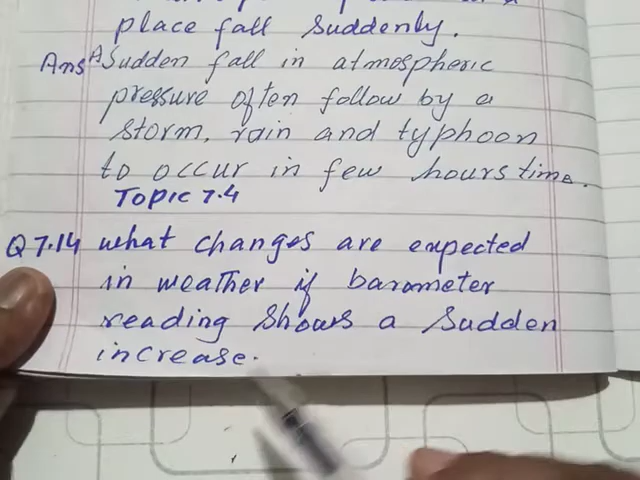 place fall suddenly.
Ans A Sudden fall in atmospheric
pressure often follow by a
storm, rain and typhoon
to occur in few hours time.
Topic 7.4
Q 7.14 what changes are expected
in weather if barometer
reading shows a sudden
increase.